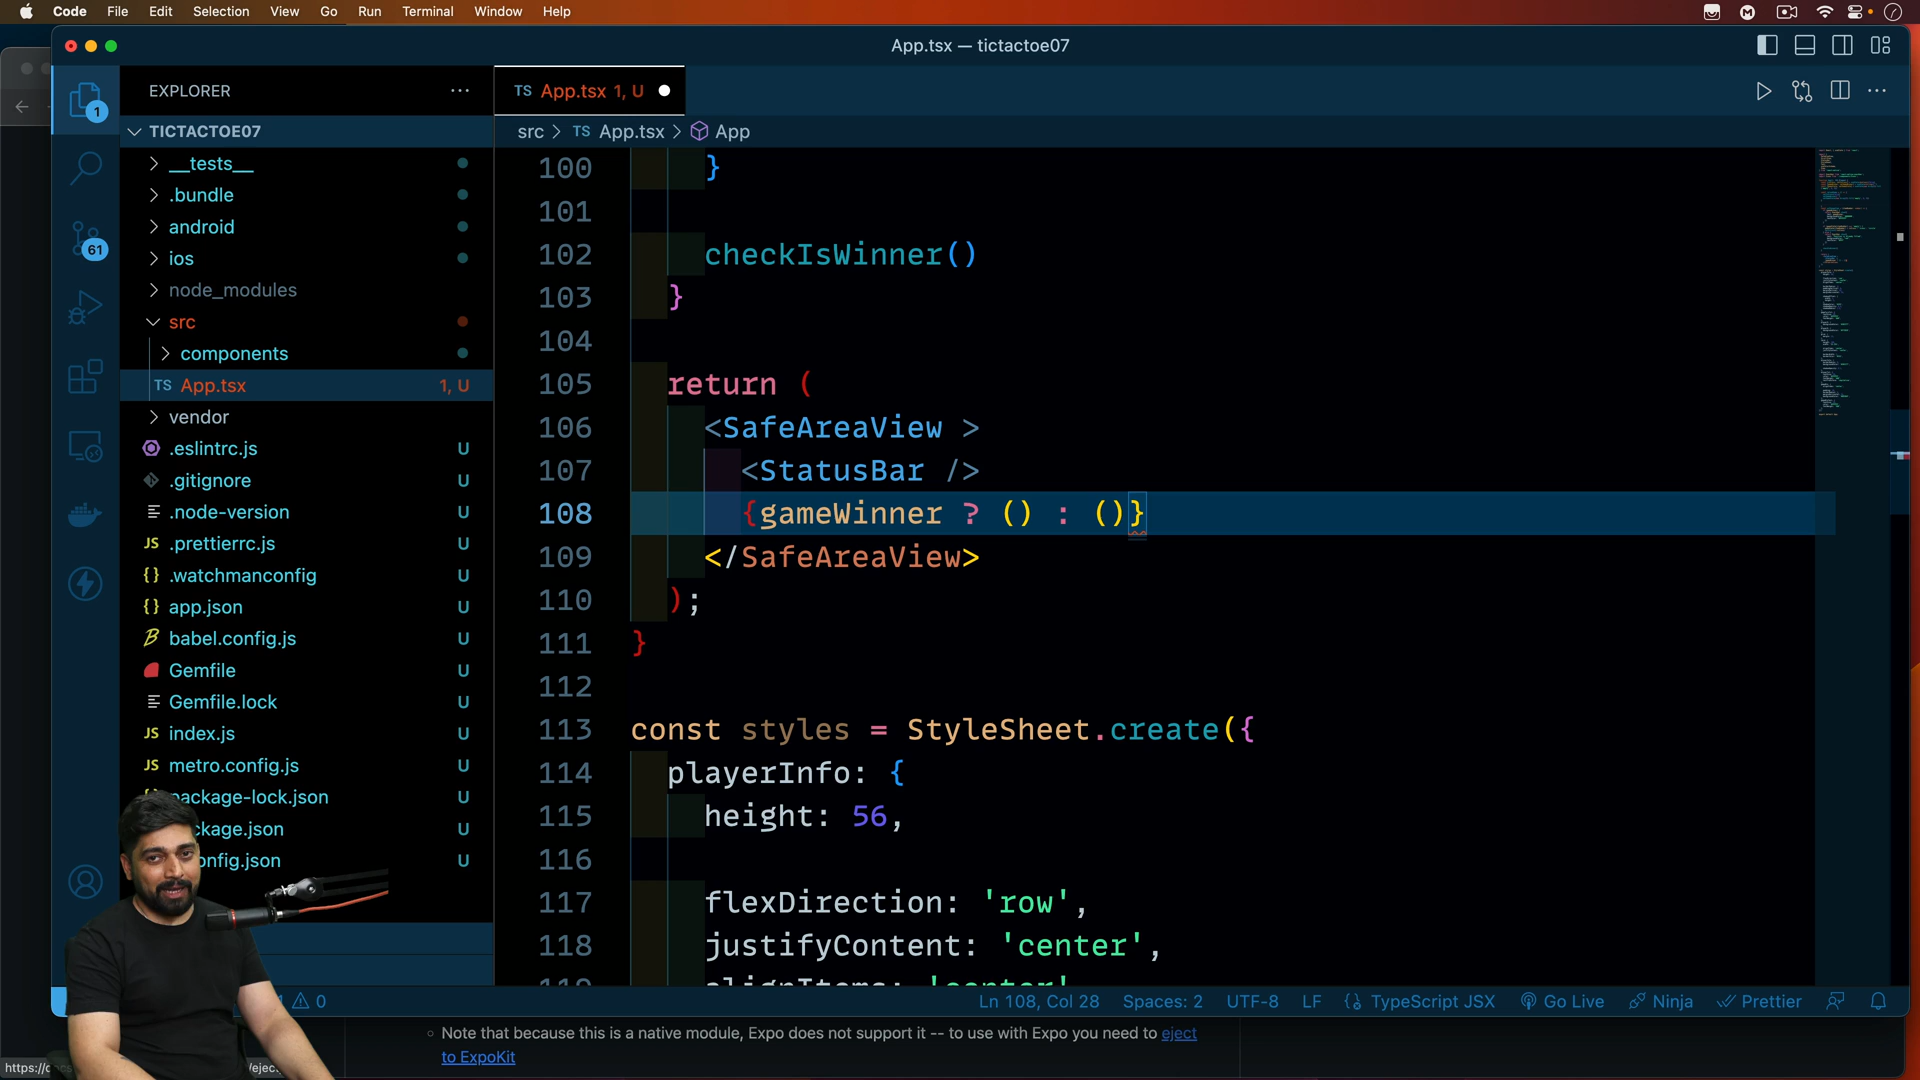 Code File Edit Selection View Go Run Terminal Window Help
App.tsx — tictactoe07
EXPLORER
TS App.tsx 1, U
1
TICTACTOE07
src > TS App.tsx > App
__tests__
.bundle
android
ios
node_modules
src
components
TS App.tsx 1, U
vendor
.eslintrc.js U
.gitignore U
.node-version U
JS .prettierrc.js U
{} .watchmanconfig U
{} app.json U
babel.config.js U
Gemfile U
Gemfile.lock U
JS index.js U
JS metro.config.js U
package-lock.json U
ckage.json U
onfig.json U
61
100 }
101
102 checkIsWinner()
103 }
104
105 return (
106 <SafeAreaView >
107 <StatusBar />
108 {gameWinner ? () : ()}
109 </SafeAreaView>
110 );
111 }
112
113 const styles = StyleSheet.create({
114 playerInfo: {
115 height: 56,
116
117 flexDirection: 'row',
118 justifyContent: 'center',
119 alignItems: 'center'
0 Ln 108, Col 28 Spaces: 2 UTF-8 LF {} TypeScript JSX Go Live Ninja Prettier
Note that because this is a native module, Expo does not support it -- to use with Expo you need to eject
to ExpoKit